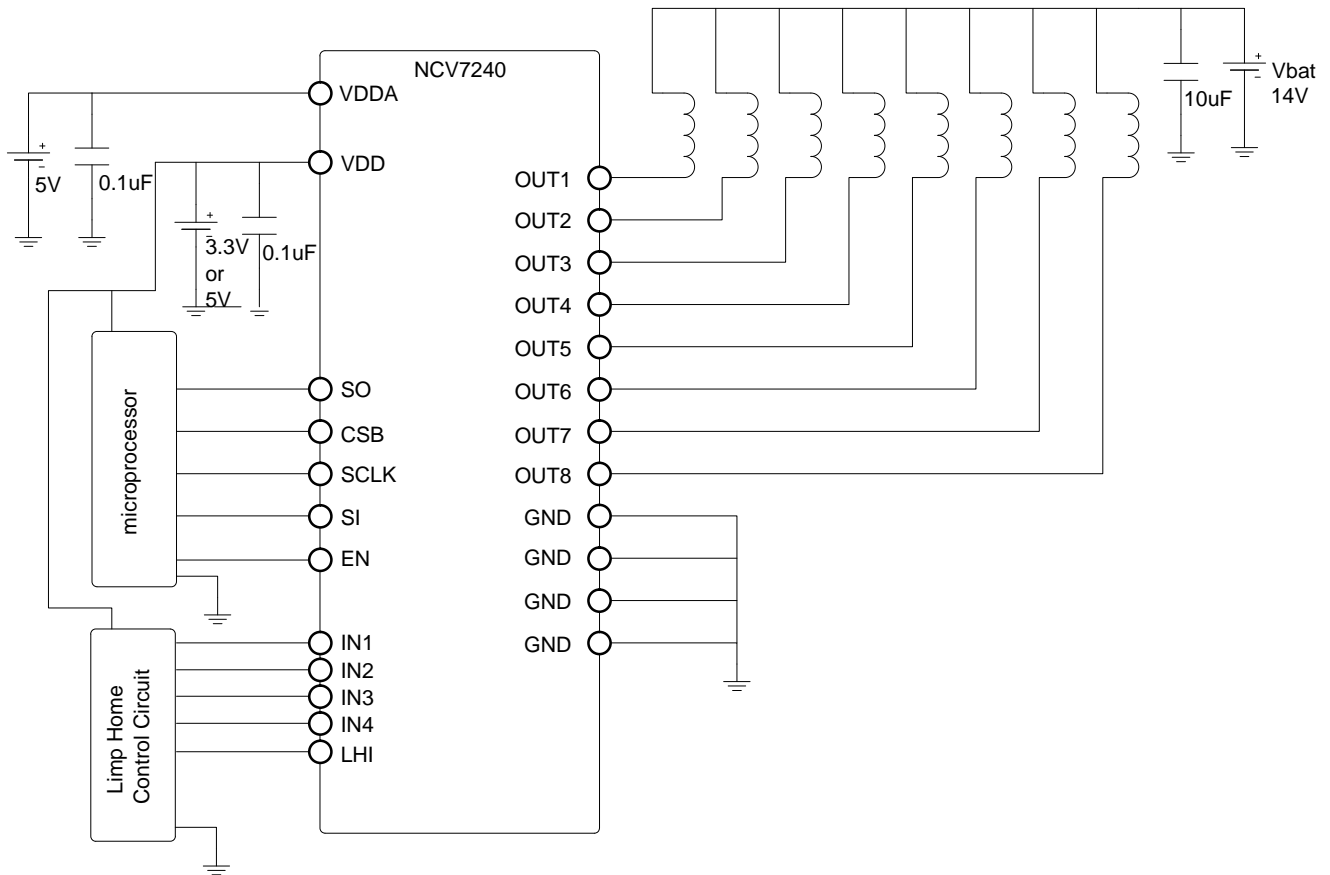 NCV7240
VDDA
VDD
5V
0.1uF
3.3V
or
5V
0.1uF
microprocessor
SO
CSB
SCLK
SI
EN
Limp Home
Control Circuit
IN1
IN2
IN3
IN4
LHI
OUT1
OUT2
OUT3
OUT4
OUT5
OUT6
OUT7
OUT8
GND
GND
GND
GND
10uF
+
-
Vbat
14V
+
-
+
-